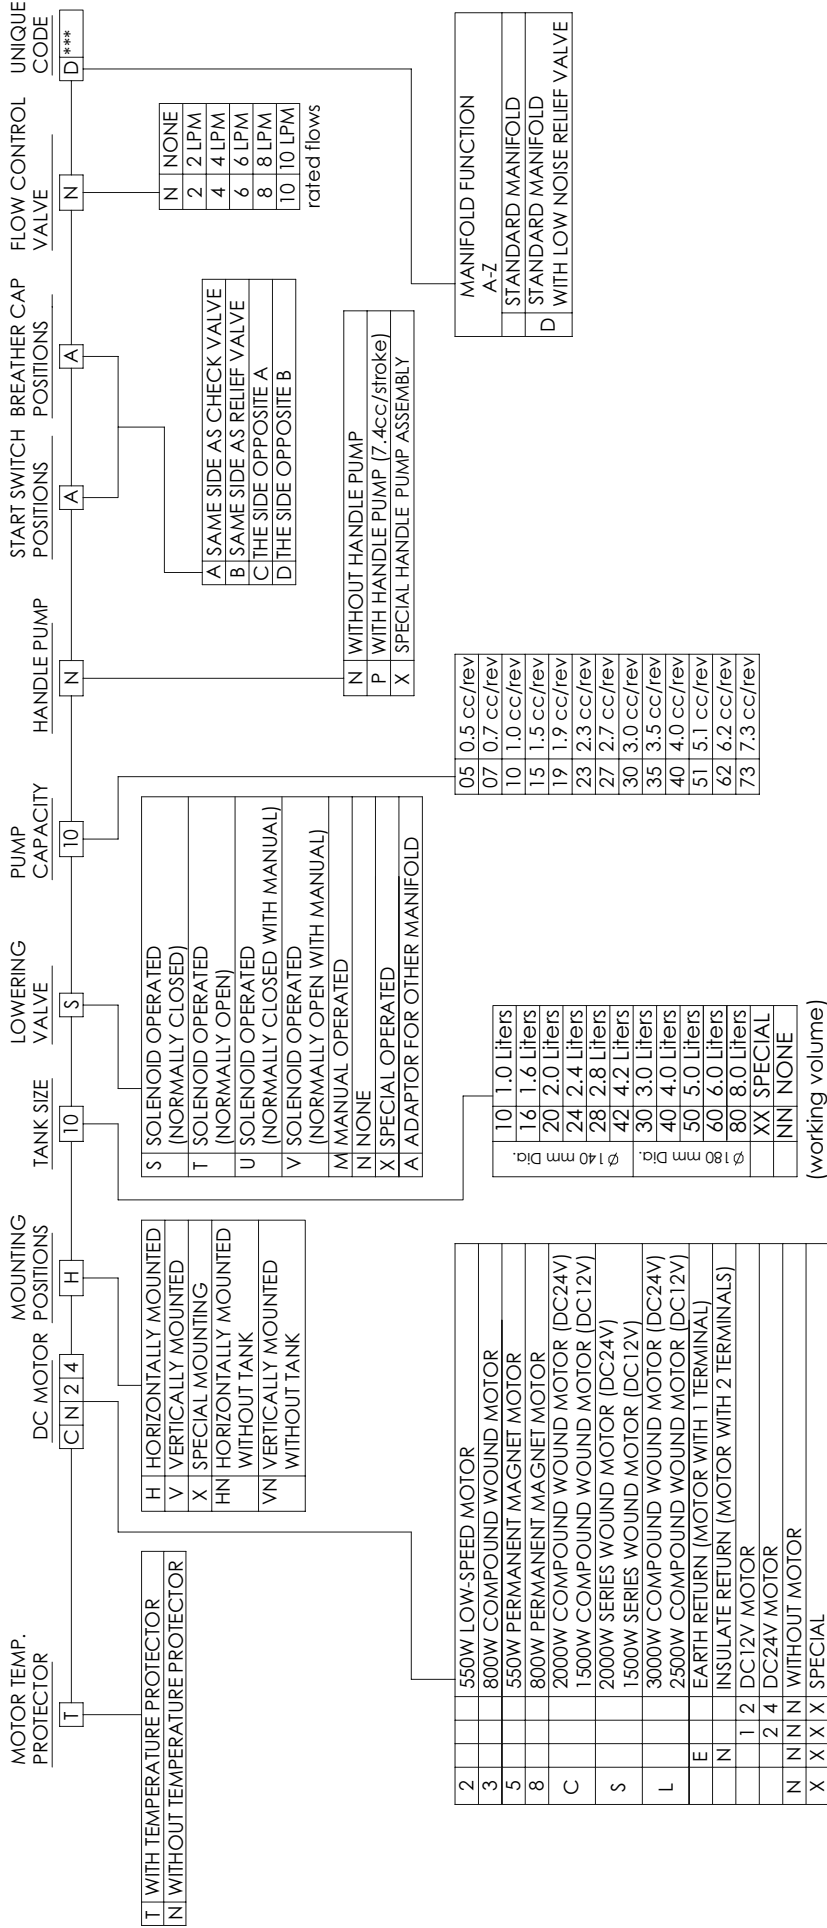 MOTOR TEMP.
PROTECTOR
T
DC MOTOR
C N 2 4
MOUNTING
POSITIONS
H
TANK SIZE
10
LOWERING
VALVE
S
PUMP
CAPACITY
10
HANDLE PUMP
N
START SWITCH
POSITIONS
A
BREATHER CAP
POSITIONS
A
FLOW CONTROL
VALVE
N
UNIQUE
CODE
D ***
T WITH TEMPERATURE PROTECTOR
N WITHOUT TEMPERATURE PROTECTOR
H HORIZONTALLY MOUNTED
V VERTICALLY MOUNTED
X SPECIAL MOUNTING
HN HORIZONTALLY MOUNTED
WITHOUT TANK
VN VERTICALLY MOUNTED
WITHOUT TANK
S SOLENOID OPERATED
(NORMALLY CLOSED)
T SOLENOID OPERATED
(NORMALLY OPEN)
U SOLENOID OPERATED
(NORMALLY CLOSED WITH MANUAL)
V SOLENOID OPERATED
(NORMALLY OPEN WITH MANUAL)
M MANUAL OPERATED
N NONE
X SPECIAL OPERATED
A ADAPTOR FOR OTHER MANIFOLD
A SAME SIDE AS CHECK VALVE
B SAME SIDE AS RELIEF VALVE
C THE SIDE OPPOSITE A
D THE SIDE OPPOSITE B
N NONE
2 2 LPM
4 4 LPM
6 6 LPM
8 8 LPM
10 10 LPM
rated flows
N WITHOUT HANDLE PUMP
P WITH HANDLE PUMP (7.4cc/stroke)
X SPECIAL HANDLE PUMP ASSEMBLY
2 550W LOW-SPEED MOTOR
3 800W COMPOUND WOUND MOTOR
5 550W PERMANENT MAGNET MOTOR
8 800W PERMANENT MAGNET MOTOR
C 2000W COMPOUND WOUND MOTOR (DC24V)
1500W COMPOUND WOUND MOTOR (DC12V)
S 2000W SERIES WOUND MOTOR (DC24V)
1500W SERIES WOUND MOTOR (DC12V)
L 3000W COMPOUND WOUND MOTOR (DC24V)
2500W COMPOUND WOUND MOTOR (DC12V)
E EARTH RETURN (MOTOR WITH 1 TERMINAL)
N INSULATE RETURN (MOTOR WITH 2 TERMINALS)
1 2 DC12V MOTOR
2 4 DC24V MOTOR
N N N N WITHOUT MOTOR
X X X X SPECIAL
Ø140 mm Dia.
10 1.0 Liters
16 1.6 Liters
20 2.0 Liters
24 2.4 Liters
28 2.8 Liters
42 4.2 Liters
Ø180 mm Dia.
30 3.0 Liters
40 4.0 Liters
50 5.0 Liters
60 6.0 Liters
80 8.0 Liters
XX SPECIAL
NN NONE
(working volume)
05 0.5 cc/rev
07 0.7 cc/rev
10 1.0 cc/rev
15 1.5 cc/rev
19 1.9 cc/rev
23 2.3 cc/rev
27 2.7 cc/rev
30 3.0 cc/rev
35 3.5 cc/rev
40 4.0 cc/rev
51 5.1 cc/rev
62 6.2 cc/rev
73 7.3 cc/rev
MANIFOLD FUNCTION
A-Z
STANDARD MANIFOLD
D STANDARD MANIFOLD
WITH LOW NOISE RELIEF VALVE